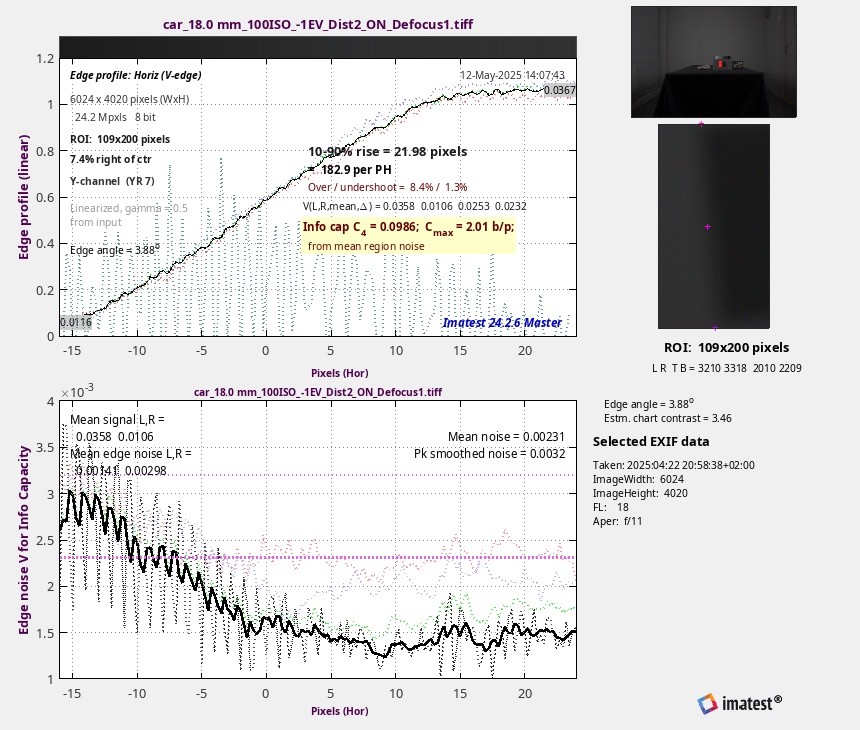 car_18.0 mm_100ISO_-1EV_Dist2_ON_Defocus1.tiff
Edge profile: Horiz (V-edge)
12-May-2025 14:07:43
6024 x 4020 pixels (WxH)
24.2 Mpxls 8 bit
ROI: 109x200 pixels
7.4% right of ctr
Y-channel (YR 7)
Linearized, gamma = 0.5
from input
Edge angle = 3.88°
10-90% rise = 21.98 pixels
= 182.9 per PH
Over / undershoot = 8.4% / 1.3%
V(L,R,mean,Δ) = 0.0358 0.0106 0.0253 0.0232
Info cap C4 = 0.0986; Cmax = 2.01 b/p;
from mean region noise
0.0367
0.0116
Imatest 24.2.6 Master
Edge profile (linear)
1.2
1
0.8
0.6
0.4
0.2
0
-15 -10 -5 0 5 10 15 20
Pixels (Hor)
car_18.0 mm_100ISO_-1EV_Dist2_ON_Defocus1.tiff
×10-3
Mean signal L,R =
0.0358 0.0106
Mean edge noise L,R =
0.00141 0.00298
Mean noise = 0.00231
Pk smoothed noise = 0.0032
Edge noise V for Info Capacity
4
3.5
3
2.5
2
1.5
1
-15 -10 -5 0 5 10 15 20
Pixels (Hor)
ROI: 109x200 pixels
L R T B = 3210 3318 2010 2209
Edge angle = 3.88°
Estm. chart contrast = 3.46
Selected EXIF data
Taken: 2025:04:22 20:58:38+02:00
ImageWidth: 6024
ImageHeight: 4020
FL: 18
Aper: f/11
imatest®